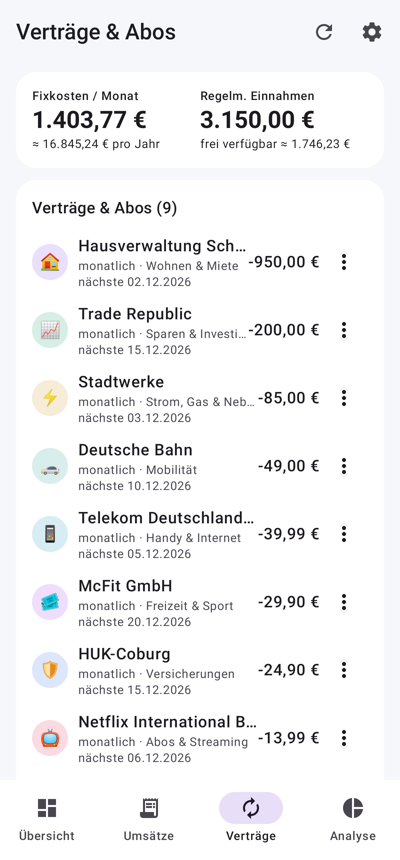 Verträge & Abos
Fixkosten / Monat
1.403,77 €
≈ 16.845,24 € pro Jahr
Regelm. Einnahmen
3.150,00 €
frei verfügbar ≈ 1.746,23 €
Verträge & Abos (9)
Hausverwaltung Sch…
monatlich · Wohnen & Miete
nächste 02.12.2026
-950,00 €
Trade Republic
monatlich · Sparen & Investi…
nächste 15.12.2026
-200,00 €
Stadtwerke
monatlich · Strom, Gas & Neb…
nächste 03.12.2026
-85,00 €
Deutsche Bahn
monatlich · Mobilität
nächste 10.12.2026
-49,00 €
Telekom Deutschland…
monatlich · Handy & Internet
nächste 05.12.2026
-39,99 €
McFit GmbH
monatlich · Freizeit & Sport
nächste 20.12.2026
-29,90 €
HUK-Coburg
monatlich · Versicherungen
nächste 15.12.2026
-24,90 €
Netflix International B…
monatlich · Abos & Streaming
nächste 06.12.2026
-13,99 €
Übersicht
Umsätze
Verträge
Analyse